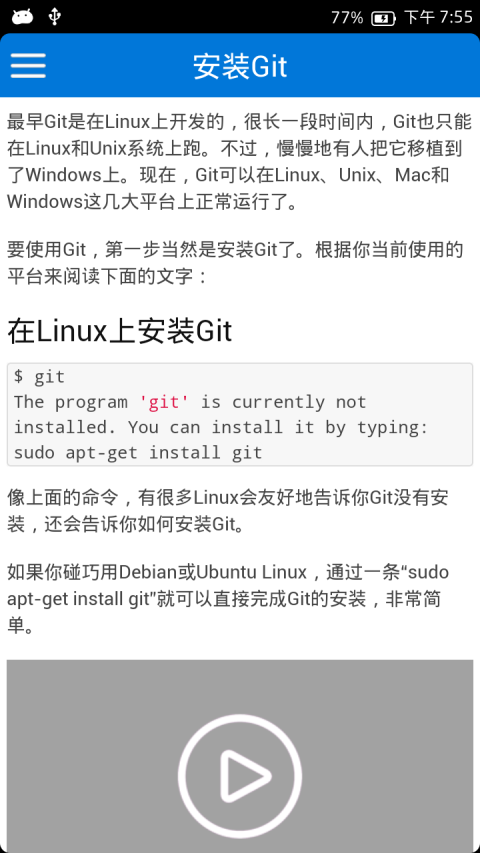 77% 下午 7:55
安装Git
最早Git是在Linux上开发的，很长一段时间内，Git也只能
在Linux和Unix系统上跑。不过，慢慢地有人把它移植到
了Windows上。现在，Git可以在Linux、Unix、Mac和
Windows这几大平台上正常运行了。
要使用Git，第一步当然是安装Git了。根据你当前使用的
平台来阅读下面的文字：
在Linux上安装Git
$ git
The program 'git' is currently not
installed. You can install it by typing:
sudo apt-get install git
像上面的命令，有很多Linux会友好地告诉你Git没有安
装，还会告诉你如何安装Git。
如果你碰巧用Debian或Ubuntu Linux，通过一条“sudo
apt-get install git”就可以直接完成Git的安装，非常简
单。